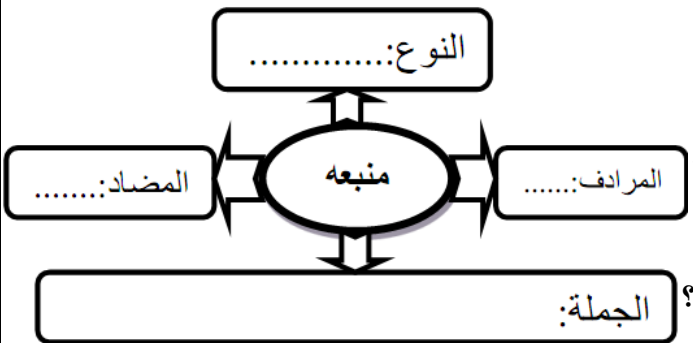 النوع:.............
المرادف:......
منبعه
المضاد:.......
الجملة:
؟